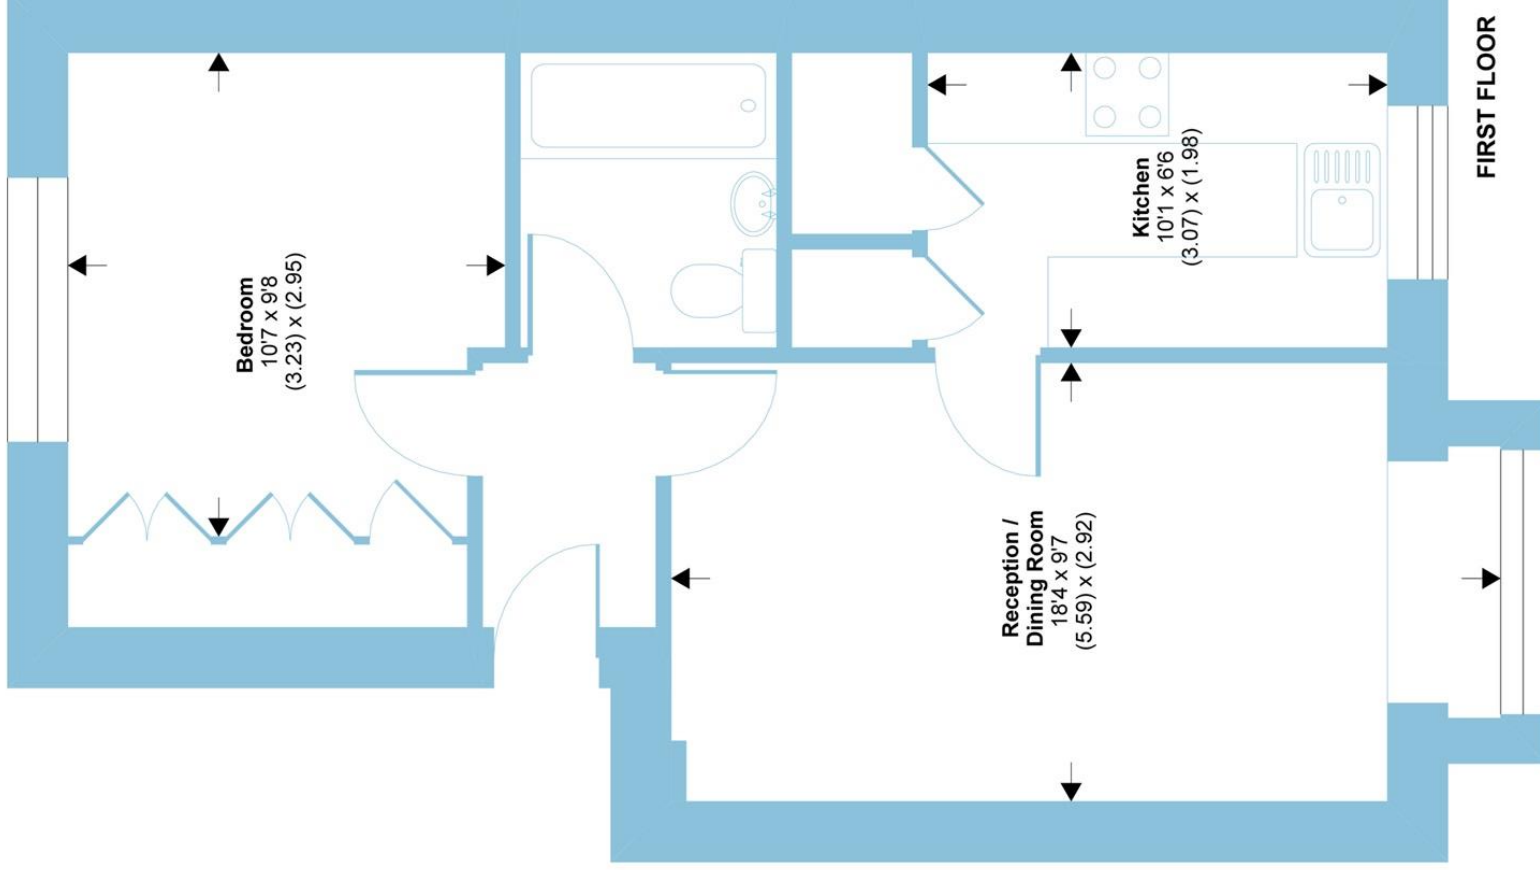 FIRST FLOOR
Bedroom
10'7 x 9'8
(3.23) x (2.95)
Kitchen
10'1 x 6'6
(3.07) x (1.98)
Reception /
Dining Room
18'4 x 9'7
(5.59) x (2.92)